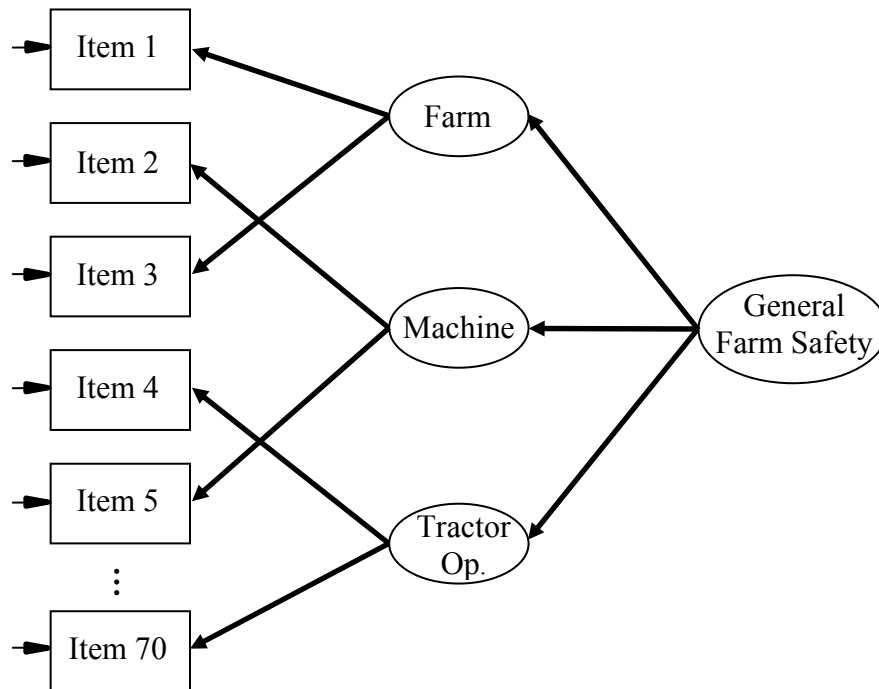 Item 1
Item 2
Item 3
Item 4
Item 5
⋮
Item 70
Farm
Machine
Tractor
Op.
General
Farm Safety